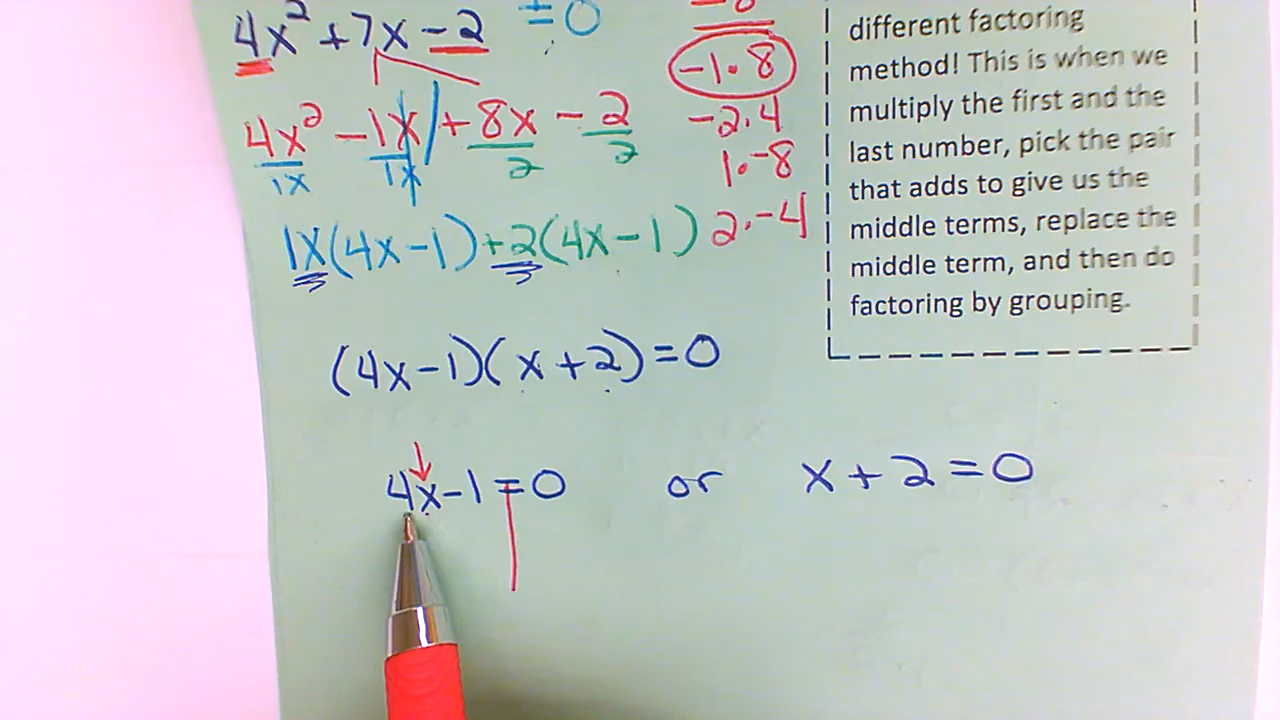 4x² + 7x - 2 = 0
4x² - 1x + 8x - 2
1x 1x 2 2
1x(4x-1)+2(4x-1)
(4x-1)(x+2)=0
4x-1=0 or x+2=0
-1·8
-2·4
1·-8
2·-4
different factoring
method! This is when we
multiply the first and the
last number, pick the pair
that adds to give us the
middle terms, replace the
middle term, and then do
factoring by grouping.